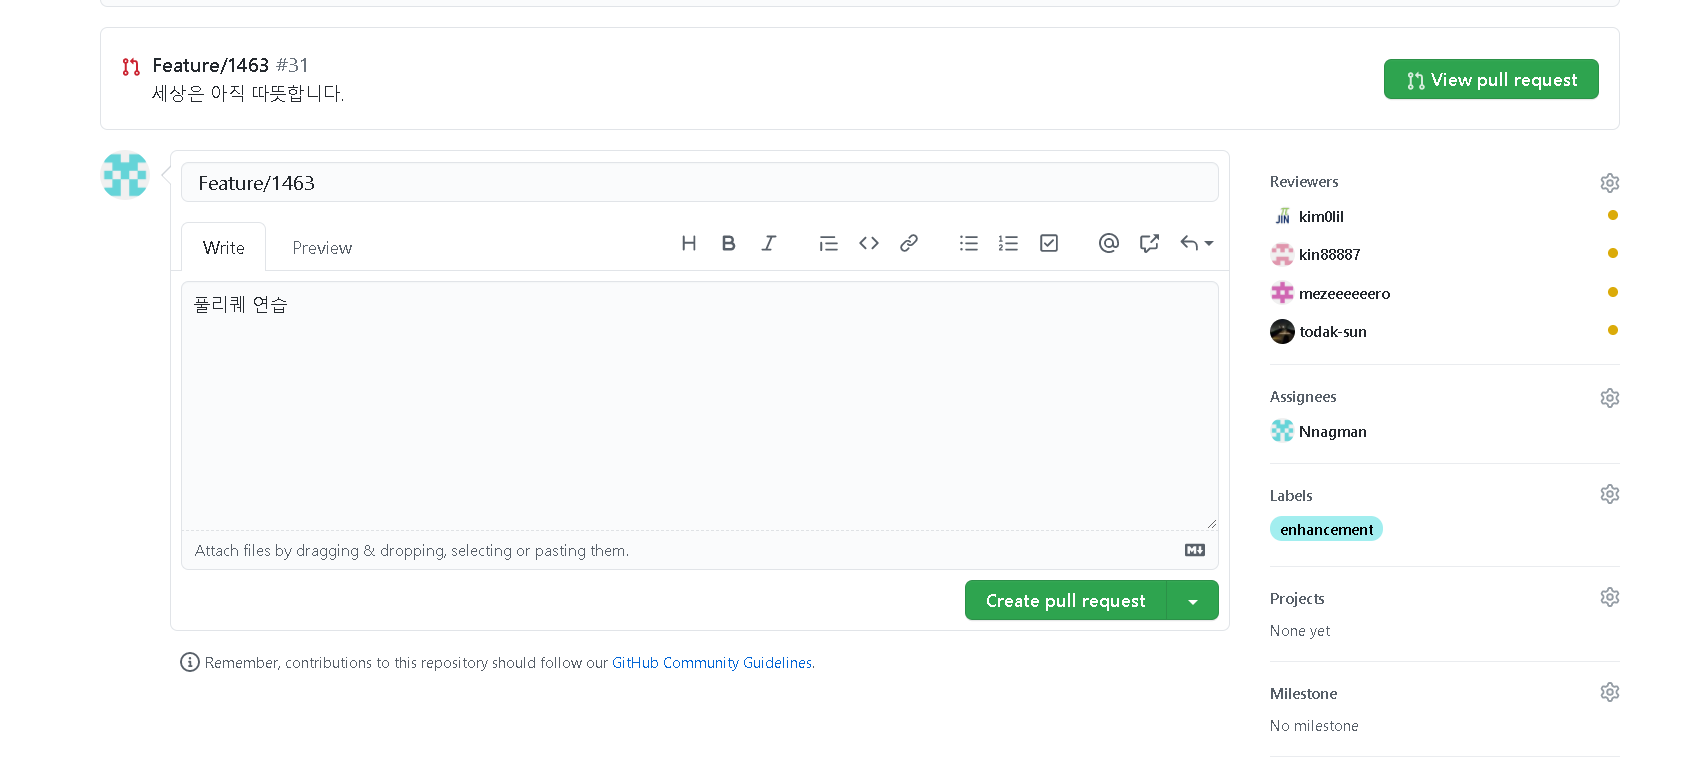 Feature/1463 #31
세상은 아직 따뜻합니다.
View pull request
Feature/1463
Write
Preview
풀리퀘 연습
Attach files by dragging & dropping, selecting or pasting them.
Create pull request
Remember, contributions to this repository should follow our GitHub Community Guidelines.
Reviewers
JIN
kim0lil
kin88887
mezeeeeeero
todak-sun
Assignees
Nnagman
Labels
enhancement
Projects
None yet
Milestone
No milestone